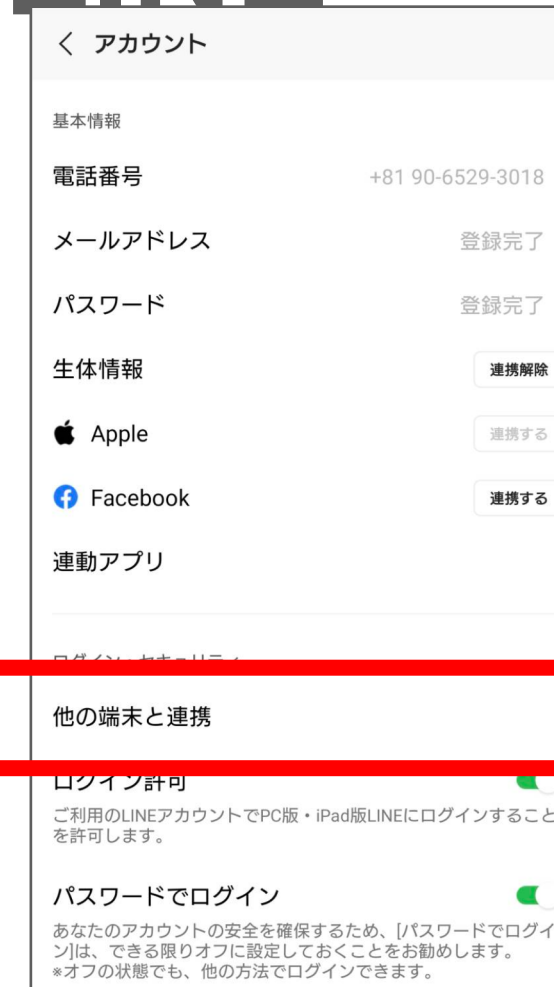 LINE
アカウント
基本情報
電話番号 +81 90-6529-3018
メールアドレス 登録完了
パスワード 登録完了
生体情報 連携解除
Apple 連携する
Facebook 連携する
連動アプリ
他の端末と連携
ログイン許可
ご利用のLINEアカウントでPC版・iPad版LINEにログインすること
を許可します。
パスワードでログイン
あなたのアカウントの安全を確保するため、[パスワードでログイ
ン]は、できる限りオフに設定しておくことをお勧めします。
*オフの状態でも、他の方法でログインできます。